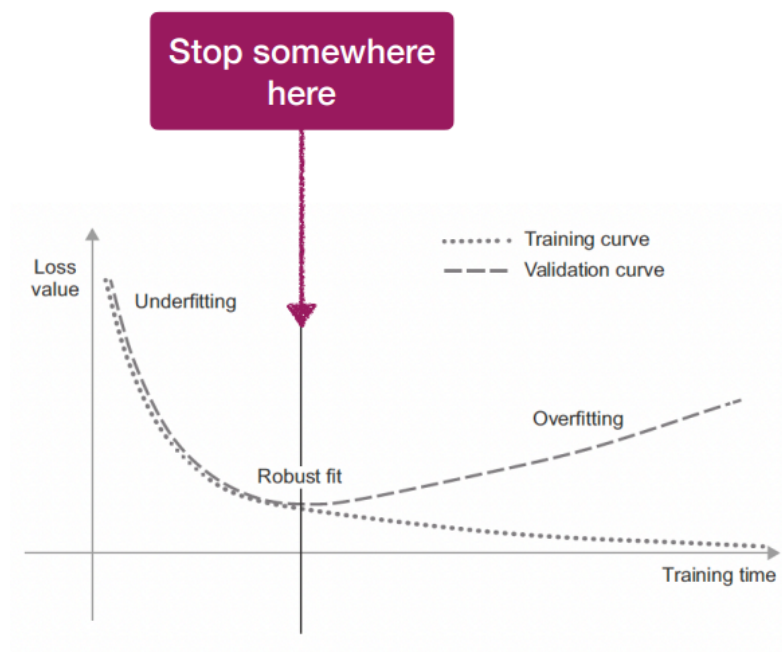 Stop somewhere
here
Training curve
Validation curve
Loss
value
Underfitting
Overfitting
Robust fit
Training time